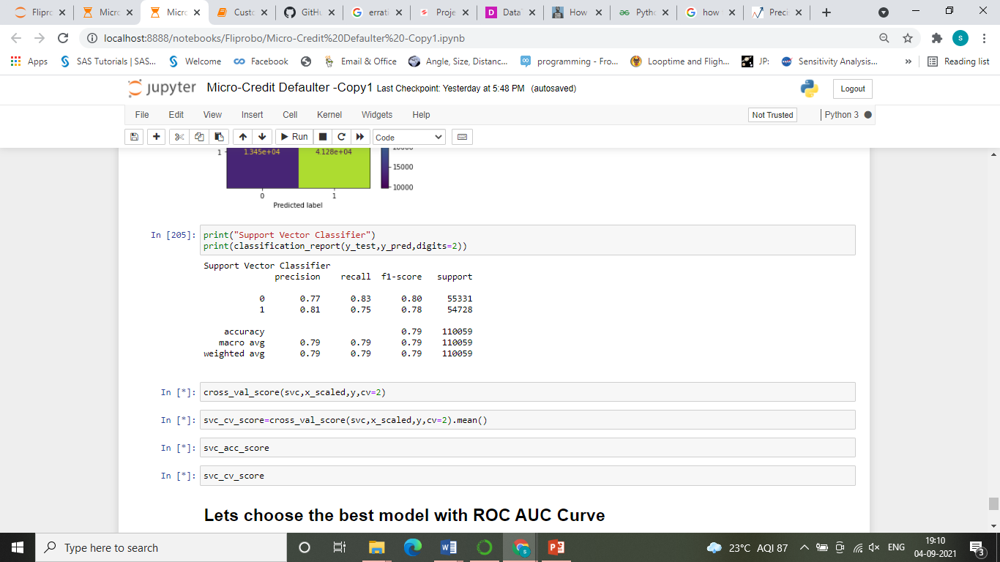 Flipro
Micro
Micro
Custo
GitHu
errati
Proje
DataT
How
Pytho
how
Preci
localhost:8888/notebooks/Fliprobo/Micro-Credit%20Defaulter%20-Copy1.ipynb
S
Apps
SAS Tutorials | SAS...
Welcome
Facebook
Email & Office
Angle, Size, Distanc...
programming - Fro...
Looptime and Fligh...
JP:
Sensitivity Analysis...
»
Reading list
jupyter Micro-Credit Defaulter -Copy1 Last Checkpoint: Yesterday at 5:48 PM (autosaved)
Logout
File Edit View Insert Cell Kernel Widgets Help
Not Trusted
Python 3
Run
Code
1
1.345e+04 4.128e+04
20000
15000
10000
0 1
Predicted label
In [205]: print("Support Vector Classifier")
print(classification_report(y_test,y_pred,digits=2))
Support Vector Classifier
precision recall f1-score support
0 0.77 0.83 0.80 55331
1 0.81 0.75 0.78 54728
accuracy 0.79 110059
macro avg 0.79 0.79 0.79 110059
weighted avg 0.79 0.79 0.79 110059
In [*]: cross_val_score(svc,x_scaled,y,cv=2)
In [*]: svc_cv_score=cross_val_score(svc,x_scaled,y,cv=2).mean()
In [*]: svc_acc_score
In [*]: svc_cv_score
Lets choose the best model with ROC AUC Curve
Type here to search
23°C AQI 87
ENG
19:10
04-09-2021
3